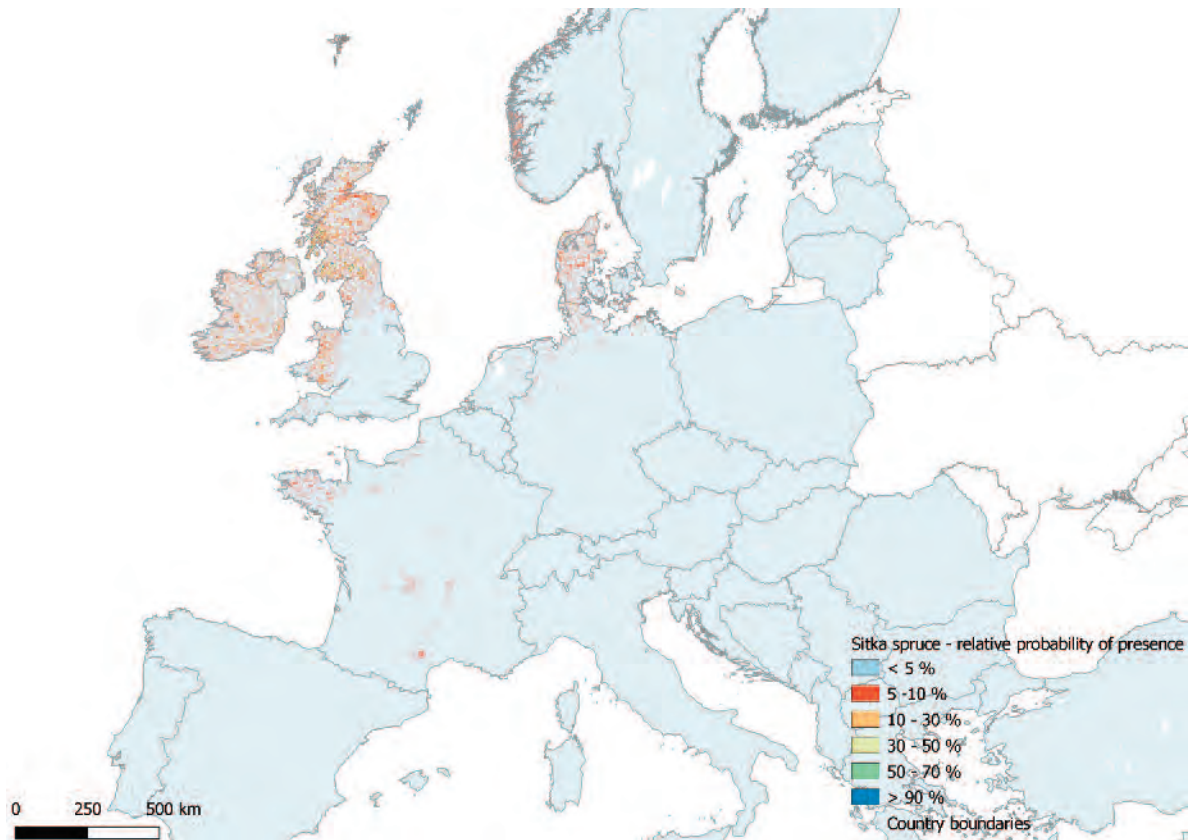 Sitka spruce - relative probability of presence
< 5 %
5 -10 %
10 - 30 %
30 - 50 %
50 - 70 %
> 90 %
Country boundaries
0 250 500 km